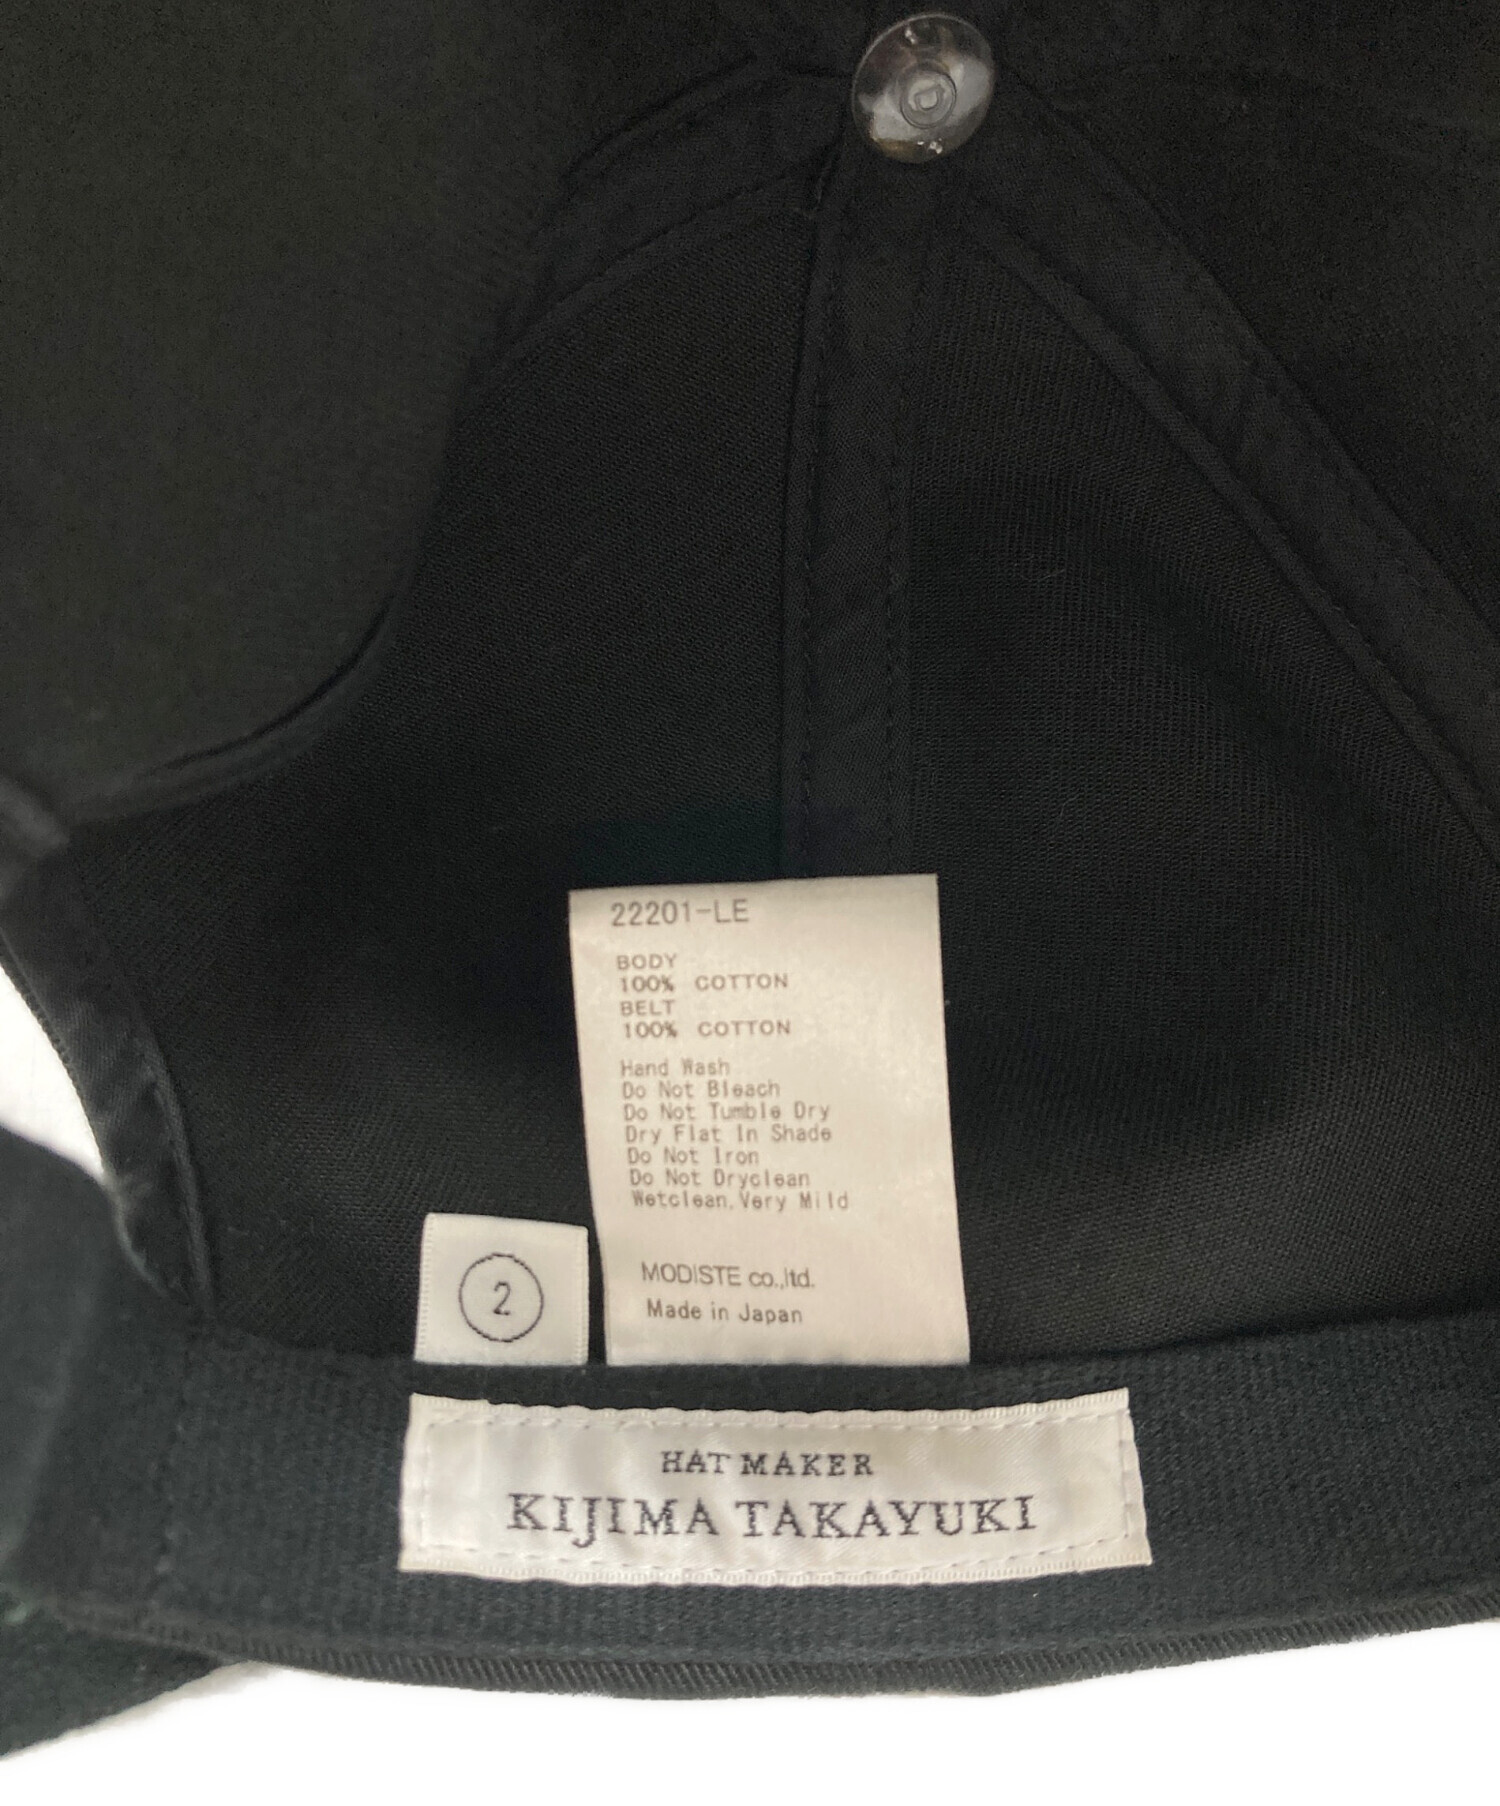 22201-LE
BODY
100% COTTON
BELT
100% COTTON
Hand Wash
Do Not Bleach
Do Not Tumble Dry
Dry Flat In Shade
Do Not Iron
Do Not Dryclean
Wetclean,Very Mild
MODISTE co.,ltd.
Made in Japan
2
HAT MAKER
KIJIMA TAKAYUKI